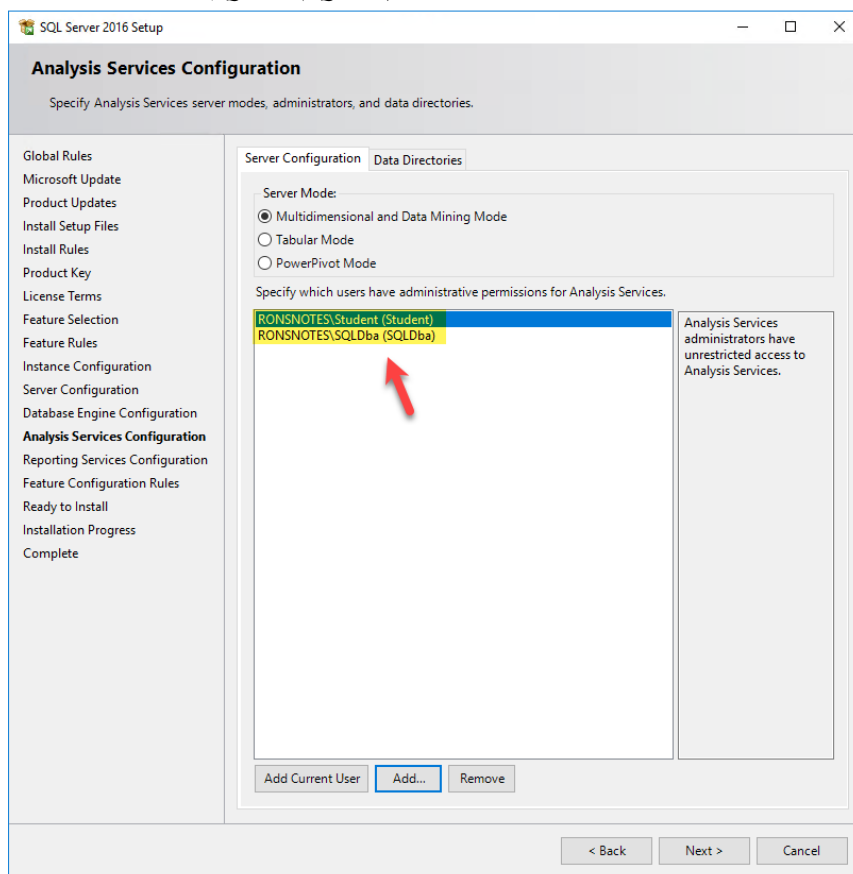 SQL Server 2016 Setup
Analysis Services Configuration
Specify Analysis Services server modes, administrators, and data directories.
Global Rules
Microsoft Update
Product Updates
Install Setup Files
Install Rules
Product Key
License Terms
Feature Selection
Feature Rules
Instance Configuration
Server Configuration
Database Engine Configuration
Analysis Services Configuration
Reporting Services Configuration
Feature Configuration Rules
Ready to Install
Installation Progress
Complete
Server Configuration
Data Directories
Server Mode:
Multidimensional and Data Mining Mode
Tabular Mode
PowerPivot Mode
Specify which users have administrative permissions for Analysis Services.
RONSNOTES\Student (Student)
RONSNOTES\SQLDba (SQLDba)
Analysis Services
administrators have
unrestricted access to
Analysis Services.
Add Current User
Add...
Remove
< Back
Next >
Cancel